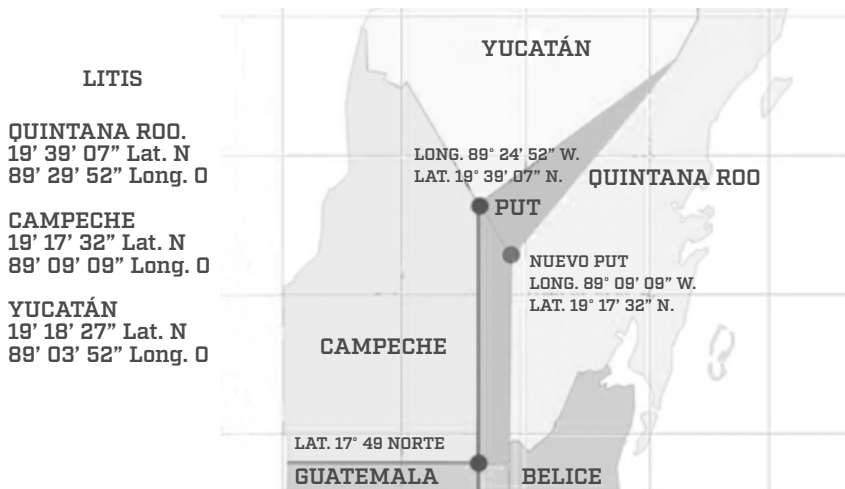 LITIS
QUINTANA ROO.
19' 39' 07” Lat. N
89' 29' 52” Long. O
CAMPECHE
19' 17' 32” Lat. N
89' 09' 09” Long. O
YUCATÁN
19' 18' 27” Lat. N
89' 03' 52” Long. O
YUCATÁN
LONG. 89° 24' 52” W.
LAT. 19° 39' 07” N.
QUINTANA ROO
PUT
NUEVO PUT
LONG. 89° 09' 09” W.
LAT. 19° 17' 32” N.
CAMPECHE
LAT. 17° 49 NORTE
GUATEMALA
BELICE